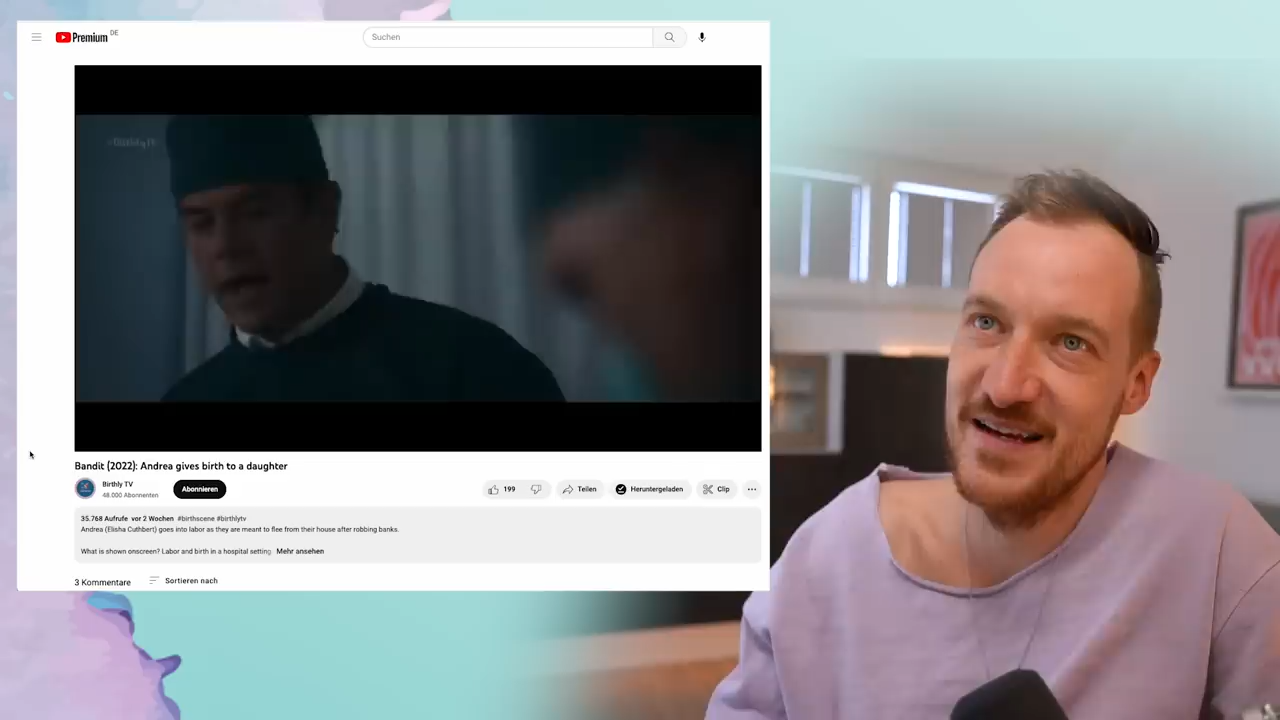 Premium DE
Suchen
BirthlyTV
Bandit (2022): Andrea gives birth to a daughter
Birthly TV
48.000 Abonnenten
Abonnieren
199
Teilen
Heruntergeladen
Clip
35.768 Aufrufe vor 2 Wochen #birthscene #birthlytv
Andrea (Elisha Cuthbert) goes into labor as they are meant to flee from their house after robbing banks.
What is shown onscreen? Labor and birth in a hospital setting. Mehr ansehen
3 Kommentare
Sortieren nach